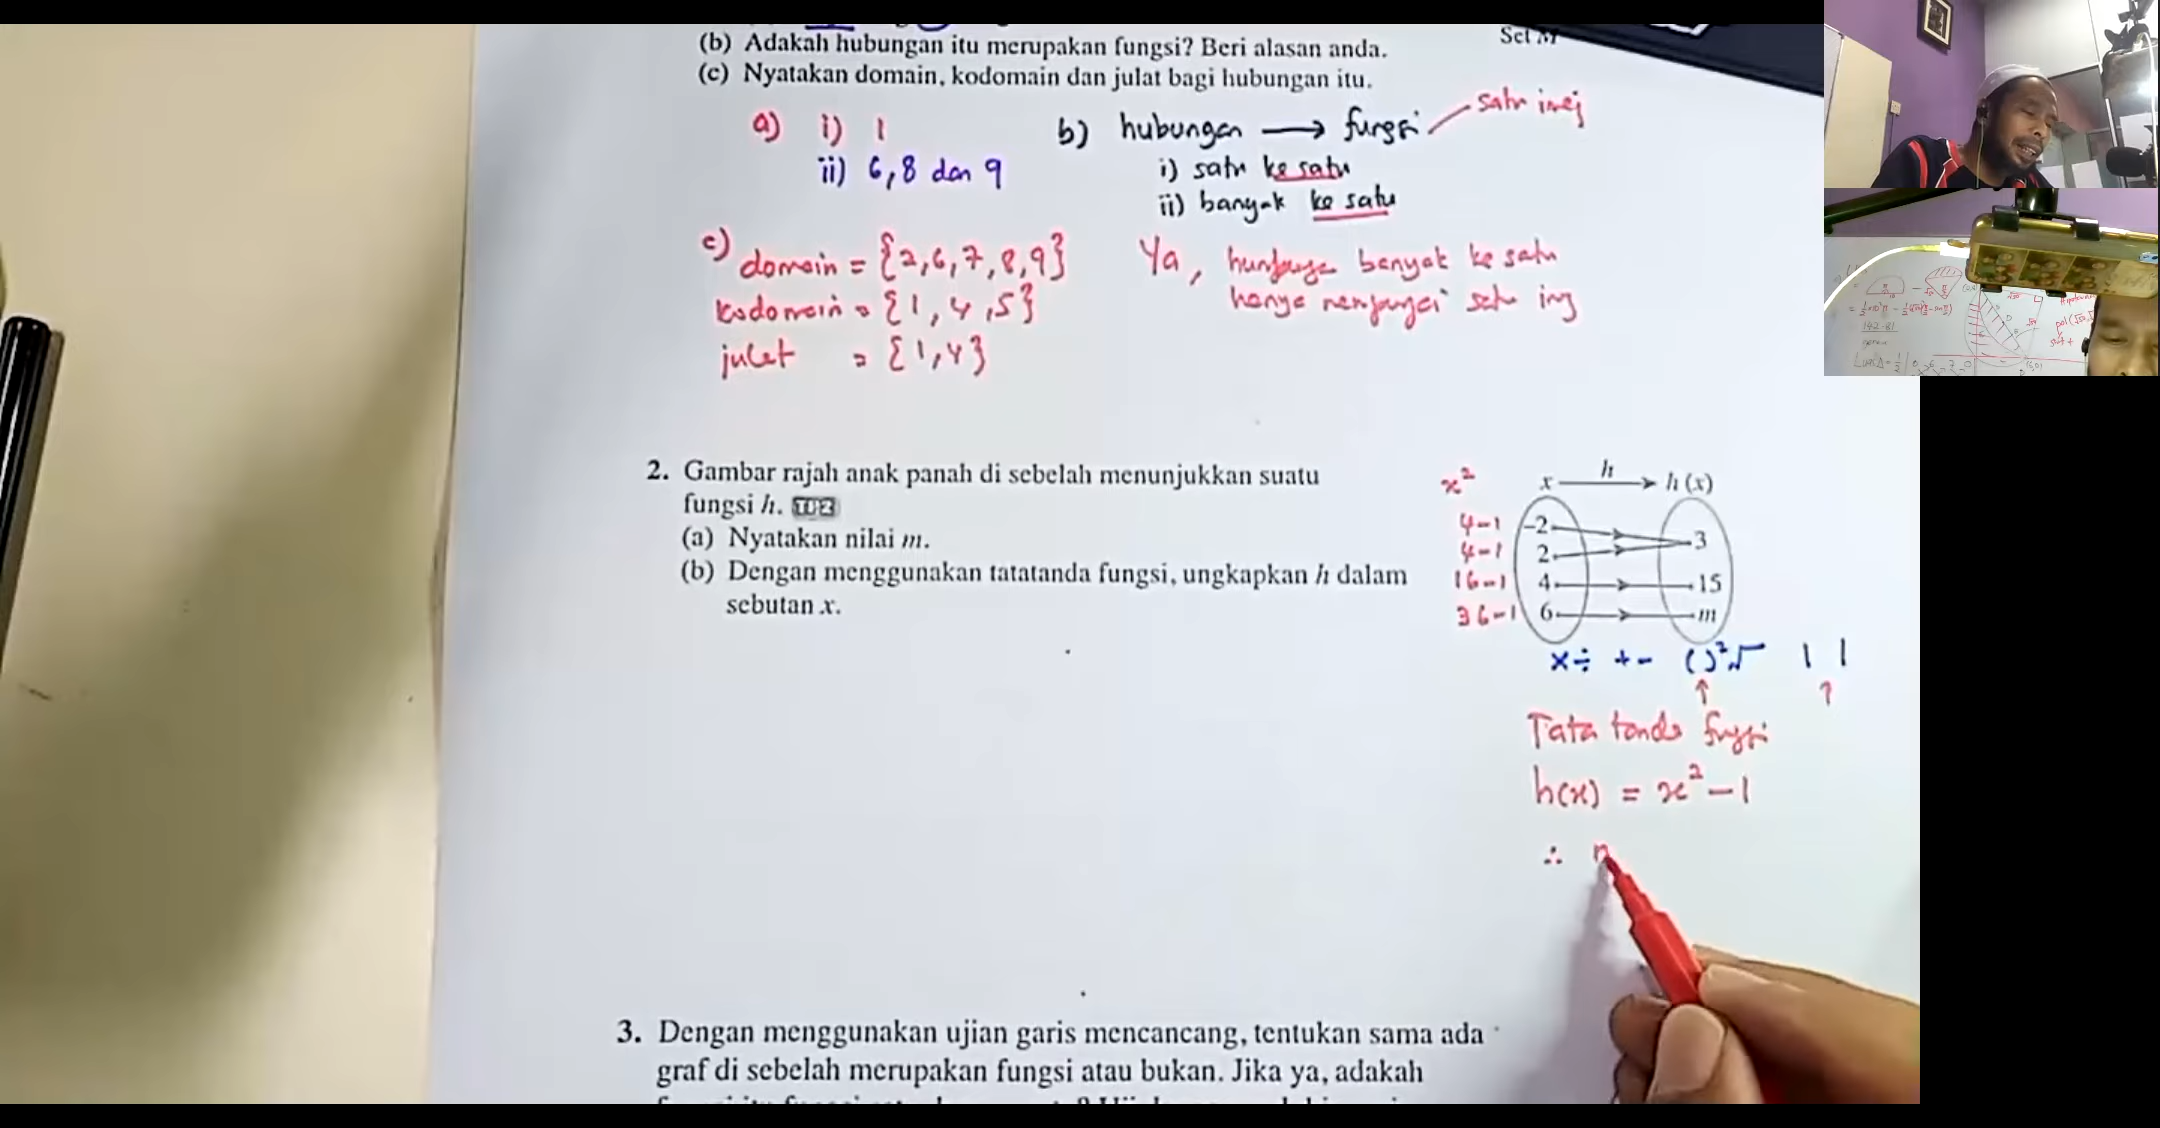 (b) Adakah hubungan itu merupakan fungsi? Beri alasan anda.
(c) Nyatakan domain, kodomain dan julat bagi hubungan itu.
Set M
a) i) 1
ii) 6, 8 dan 9
b) hubungan → fungsi satu imej
i) satu ke satu
ii) banyak ke satu
c) domain = {2, 6, 7, 8, 9}
kodomain = {1, 4, 5}
julat = {1, 4}
Ya, banyak ke satu
hanya satu
2. Gambar rajah anak panah di sebelah menunjukkan suatu
fungsi h. TP2
(a) Nyatakan nilai m.
(b) Dengan menggunakan tatatanda fungsi, ungkapkan h dalam
sebutan x.
x² x h h(x)
4-1 -2 3
4-1 2
16-1 4 15
36-1 6 m
×÷ +- ( )² √ | |
↑ ?
Tata tanda fungsi
h(x) = x² - 1
∴
3. Dengan menggunakan ujian garis mencancang, tentukan sama ada
graf di sebelah merupakan fungsi atau bukan. Jika ya, adakah